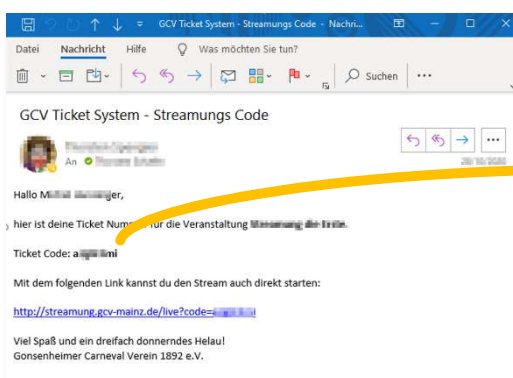 GCV Ticket System - Streamungs Code - Nachri...
Datei Nachricht Hilfe Was möchten Sie tun?
Suchen
GCV Ticket System - Streamungs Code
An
Hallo
hier ist deine Ticket für die Veranstaltung
Ticket Code:
Mit dem folgenden Link kannst du den Stream auch direkt starten:
http://streamung.gcv-mainz.de/live?code=
Viel Spaß und ein dreifach donnerndes Helau!
Gonsenheimer Carneval Verein 1892 e.V.